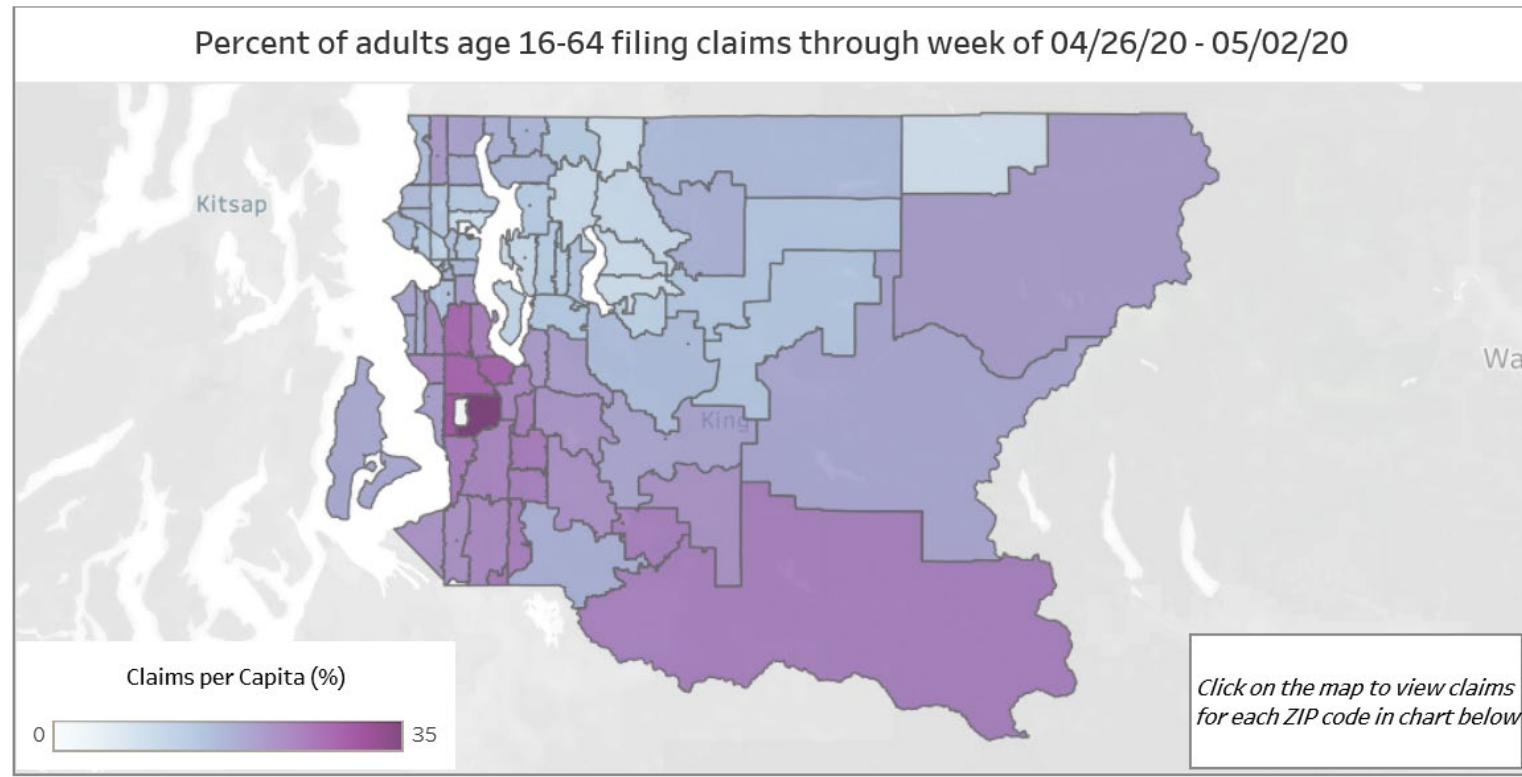 Percent of adults age 16-64 filing claims through week of 04/26/20 - 05/02/20
Kitsap
Wa
King
Claims per Capita (%)
0
35
Click on the map to view claims
for each ZIP code in chart below